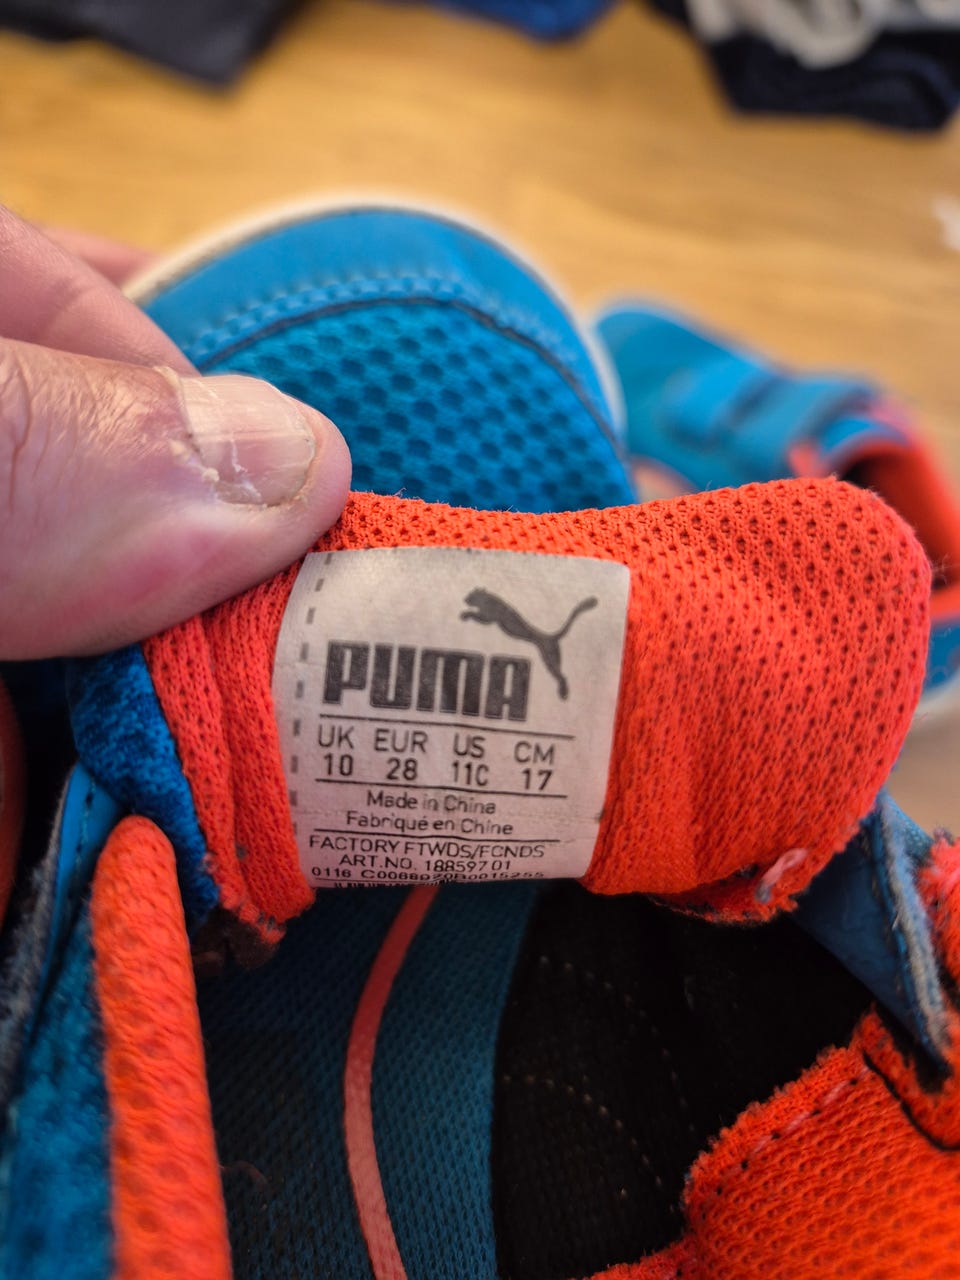 PUMA
UK EUR US CM
10 28 11C 17
Made in China
Fabriqué en Chine
FACTORY FTWDS/FCNDS
ART.NO. 188597 01
0116